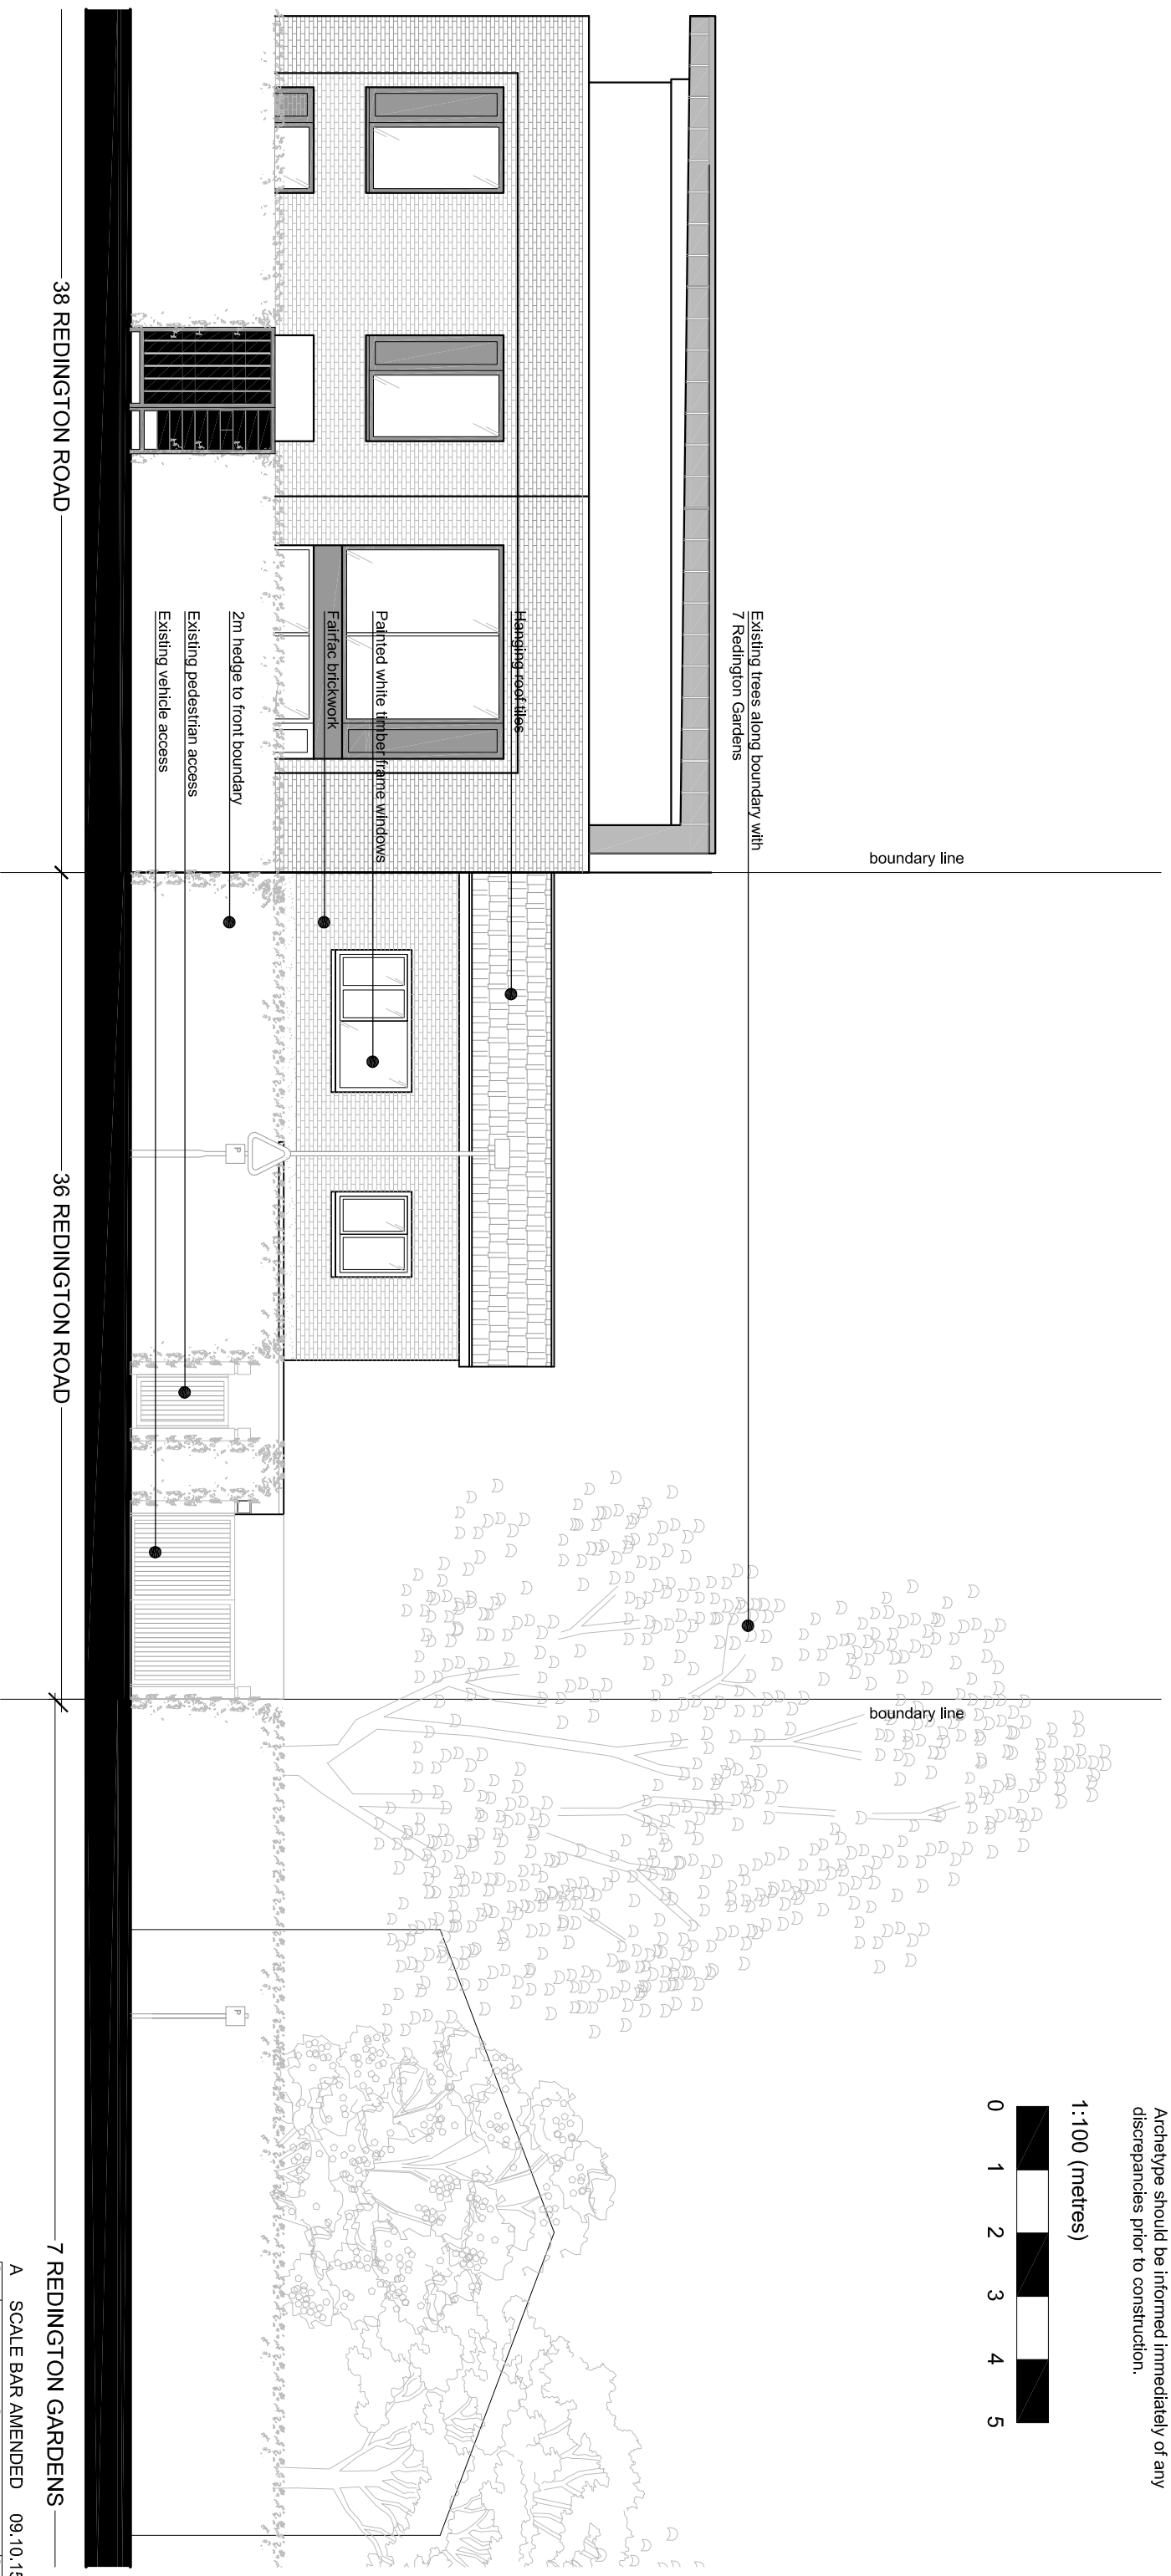 Archetype should be informed immediately of any
discrepancies prior to construction.
1:100 (metres)
0 1 2 3 4 5
boundary line
boundary line
Existing trees along boundary with
7 Redington Gardens
Hanging roof tiles
Painted white timber frame windows
Fairfac brickwork
2m hedge to front boundary
Existing pedestrian access
Existing vehicle access
P
P
38 REDINGTON ROAD
36 REDINGTON ROAD
7 REDINGTON GARDENS
A SCALE BAR AMENDED 09.10.15